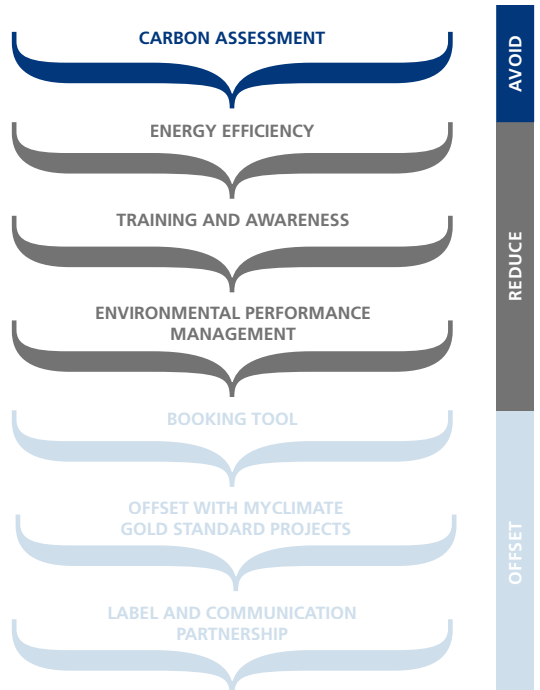 CARBON ASSESSMENT
AVOID
ENERGY EFFICIENCY
TRAINING AND AWARENESS
REDUCE
ENVIRONMENTAL PERFORMANCE
MANAGEMENT
BOOKING TOOL
OFFSET WITH MYCLIMATE
GOLD STANDARD PROJECTS
OFFSET
LABEL AND COMMUNICATION
PARTNERSHIP